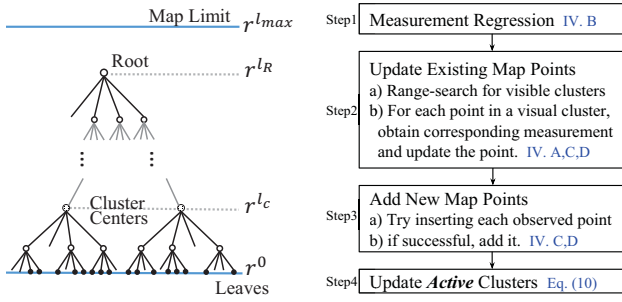 Map Limit r^{l_{max}}
Root r^{l_R}
Cluster
Centers r^{l_c}
r^0
Leaves
Step1 Measurement Regression IV. B
Step2
Update Existing Map Points
a) Range-search for visible clusters
b) For each point in a visual cluster,
obtain corresponding measurement
and update the point. IV. A,C,D
Step3
Add New Map Points
a) Try inserting each observed point
b) if successful, add it. IV. C,D
Step4 Update Active Clusters Eq. (10)